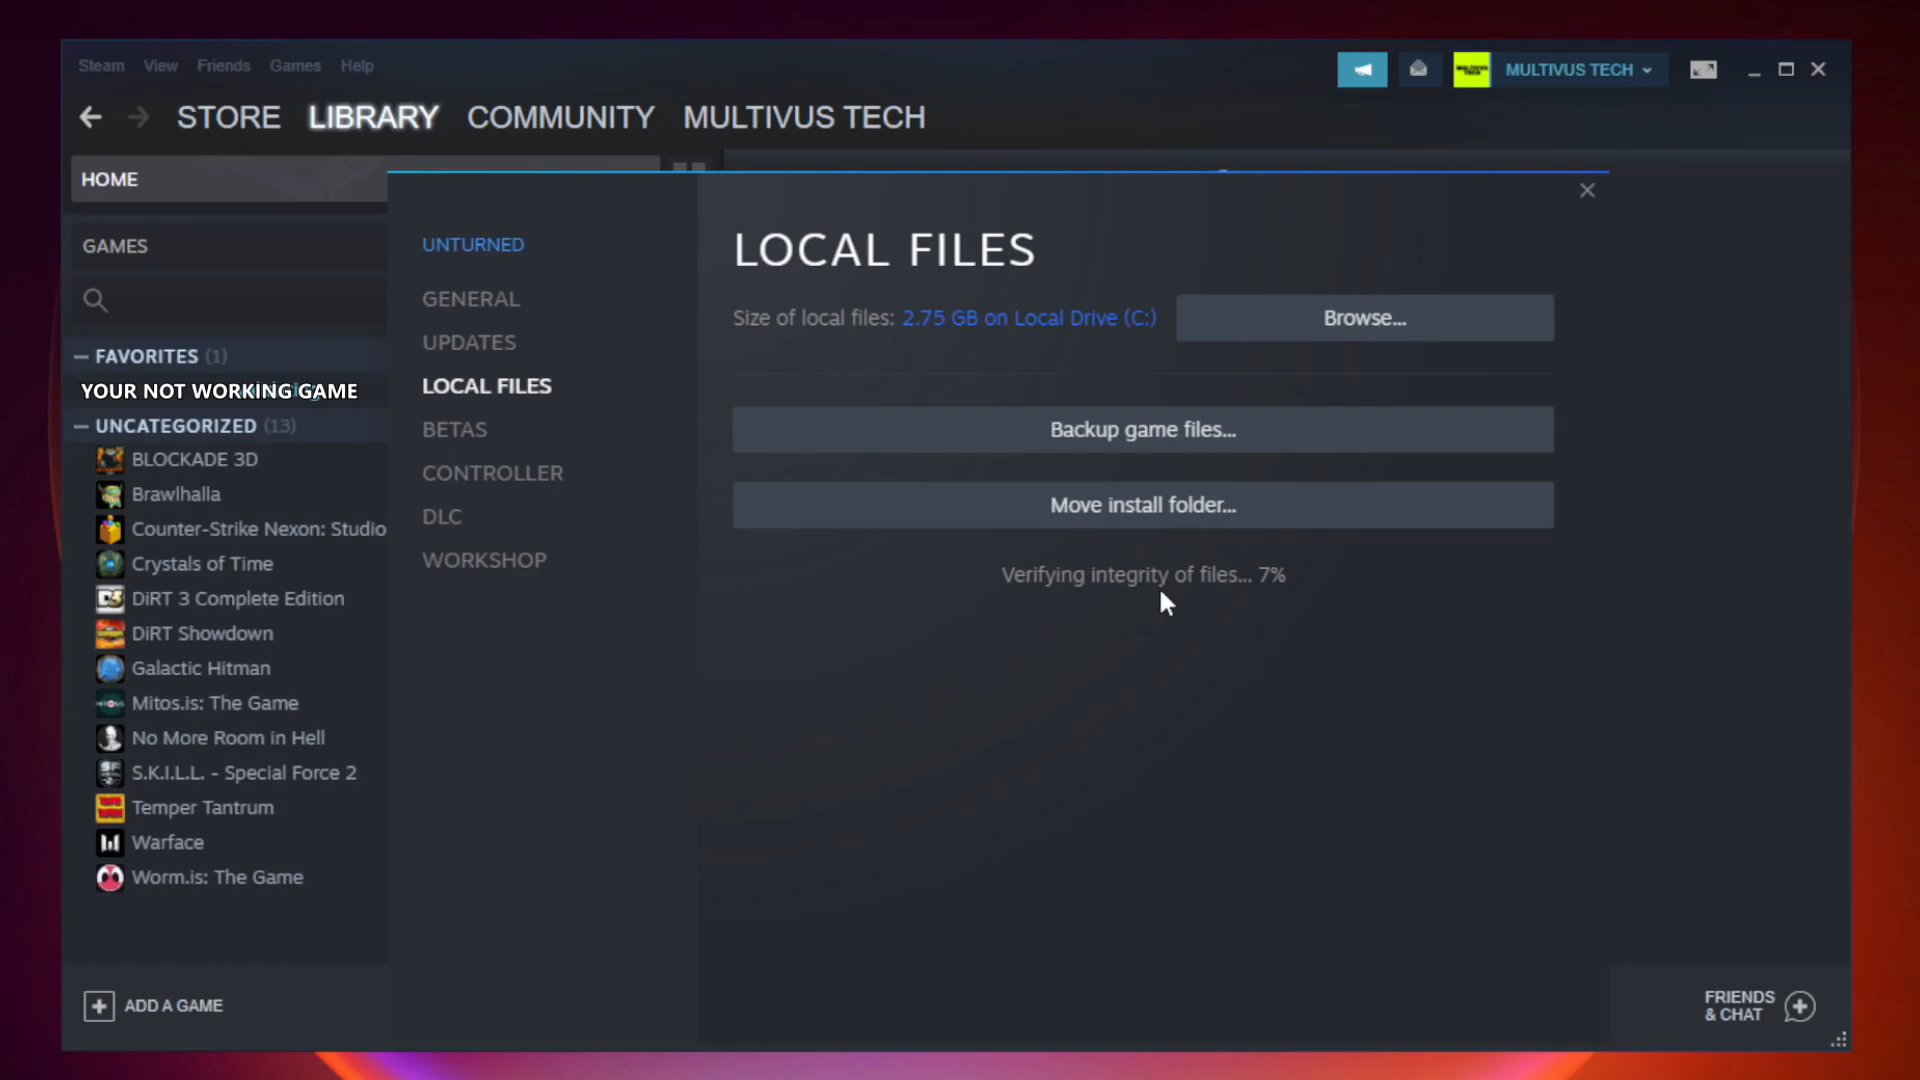 Steam View Friends Games Help
MULTIVUS TECH
STORE LIBRARY COMMUNITY MULTIVUS TECH
HOME
GAMES
FAVORITES (1)
YOUR NOT WORKING GAME
UNCATEGORIZED (13)
BLOCKADE 3D
Brawlhalla
Counter-Strike Nexon: Studio
Crystals of Time
DiRT 3 Complete Edition
DiRT Showdown
Galactic Hitman
Mitos.is: The Game
No More Room in Hell
S.K.I.L.L. - Special Force 2
Temper Tantrum
Warface
Worm.is: The Game
ADD A GAME
UNTURNED
GENERAL
UPDATES
LOCAL FILES
BETAS
CONTROLLER
DLC
WORKSHOP
LOCAL FILES
Size of local files: 2.75 GB on Local Drive (C:)
Browse...
Backup game files...
Move install folder...
Verifying integrity of files... 7%
FRIENDS
& CHAT